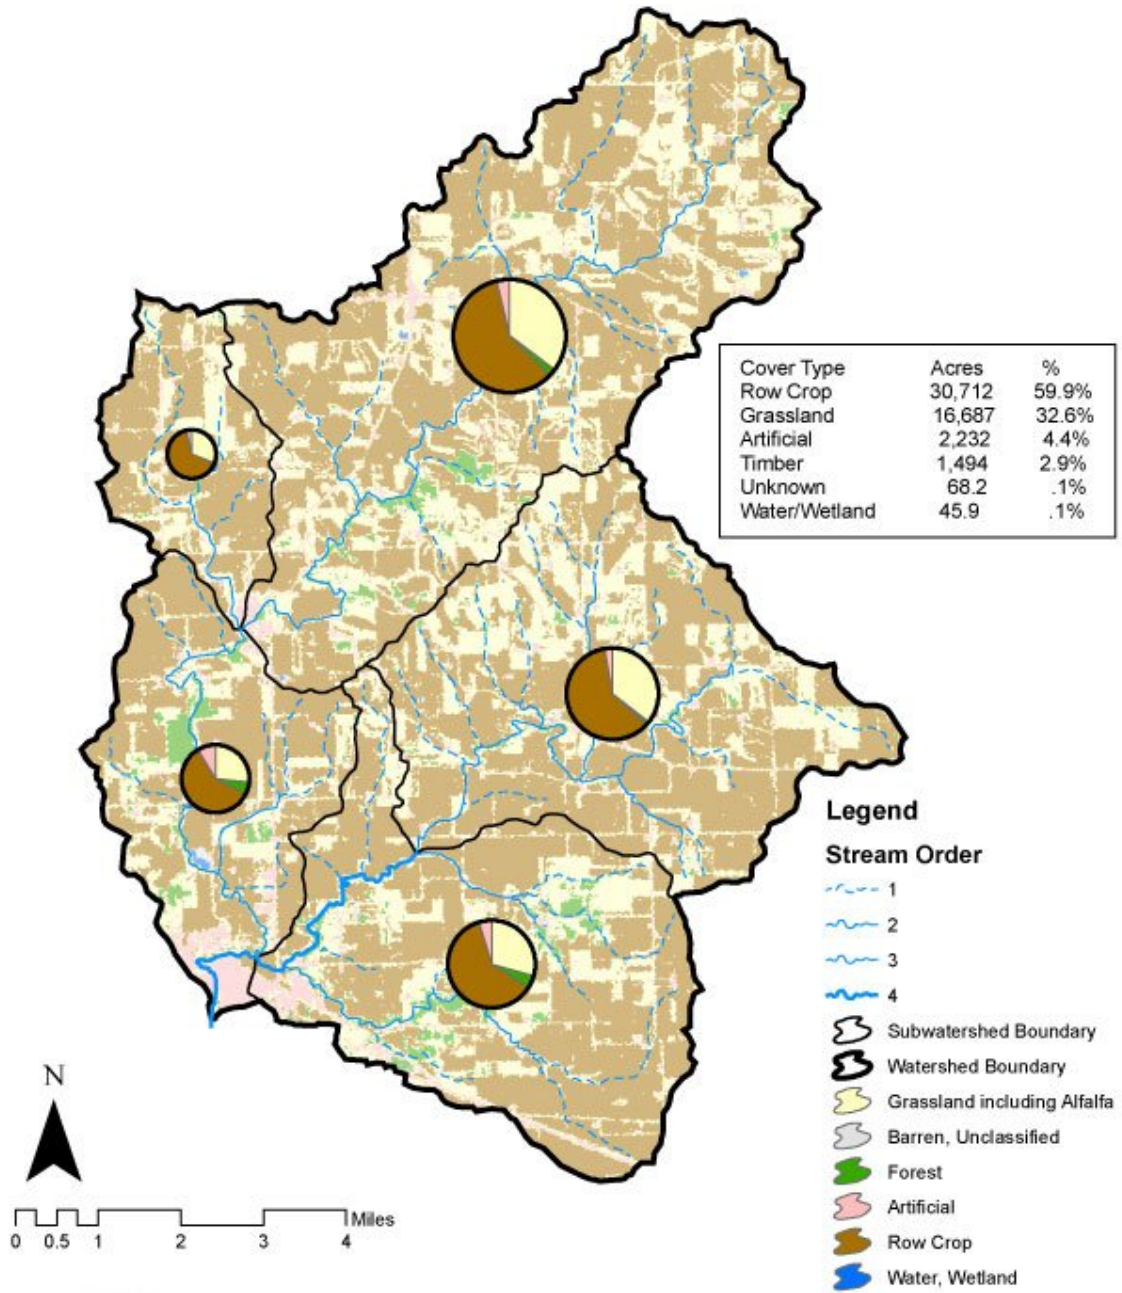 Cover Type Acres %
Row Crop 30,712 59.9%
Grassland 16,687 32.6%
Artificial 2,232 4.4%
Timber 1,494 2.9%
Unknown 68.2 .1%
Water/Wetland 45.9 .1%
Legend
Stream Order
1
2
3
4
Subwatershed Boundary
Watershed Boundary
Grassland including Alfalfa
Barren, Unclassified
Forest
Artificial
Row Crop
Water, Wetland
N
Miles
0 0.5 1 2 3 4